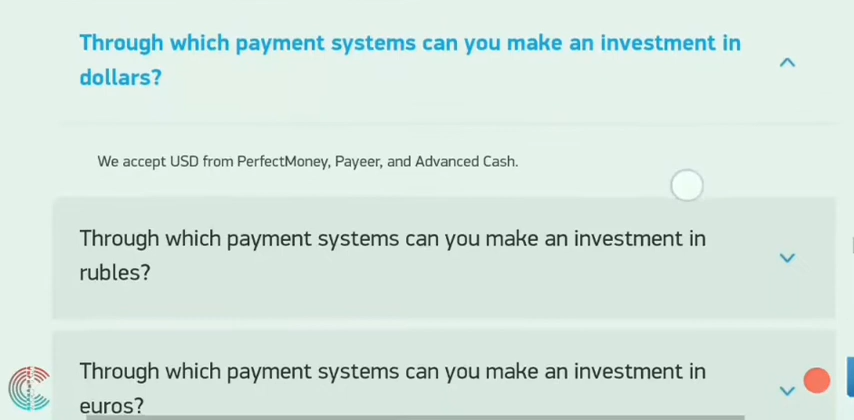 Through which payment systems can you make an investment in
dollars?
We accept USD from PerfectMoney, Payeer, and Advanced Cash.
Through which payment systems can you make an investment in
rubles?
Through which payment systems can you make an investment in
euros?